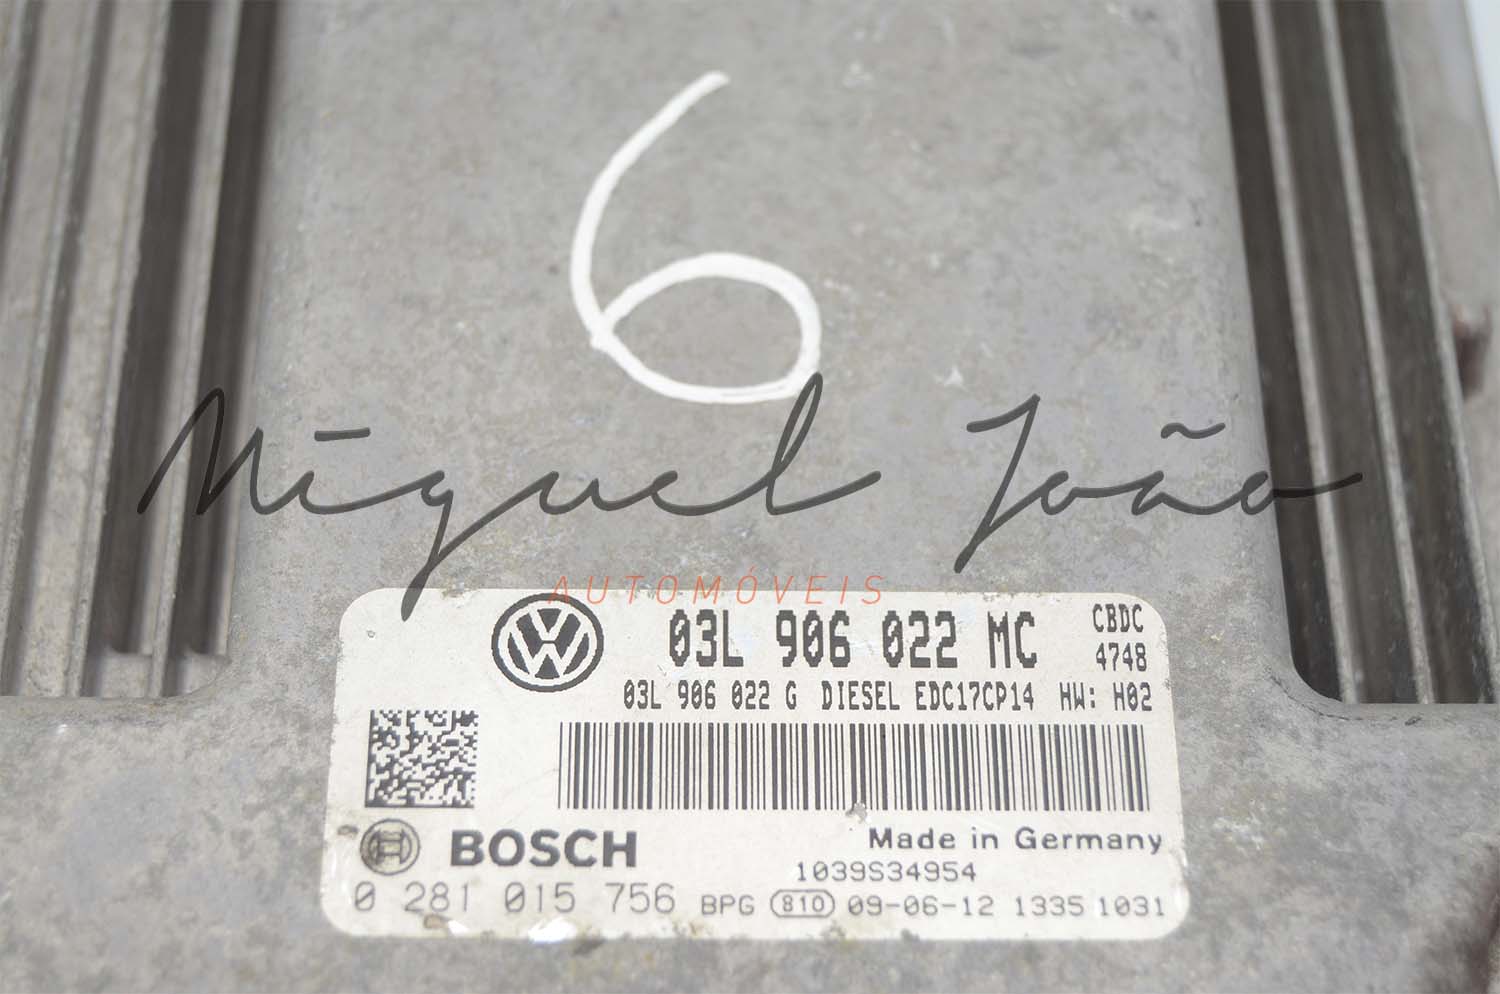 6
Miguel João
AUTOMÓVEIS
03L 906 022 MC
CBDC
4748
03L 906 022 G DIESEL EDC17CP14 HW: H02
BOSCH
Made in Germany
1039S34954
0 281 015 756 BPG 810 09-06-12 1335 1031